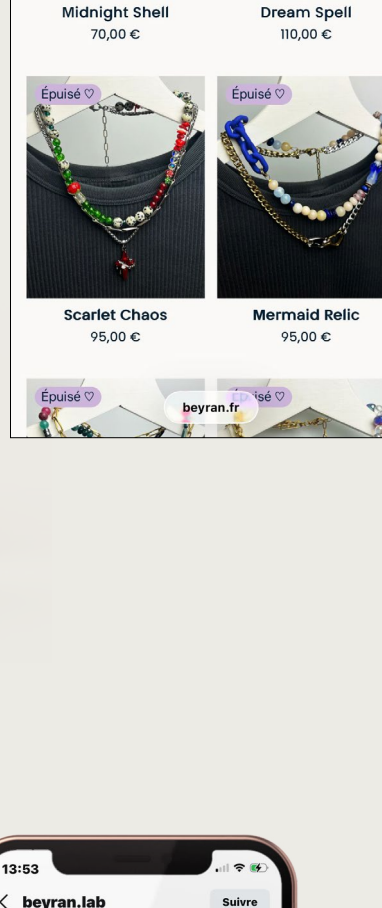 Midnight Shell
Dream Spell
70,00 €
110,00 €
Épuisé ♡
Épuisé ♡
Scarlet Chaos
Mermaid Relic
95,00 €
95,00 €
Épuisé ♡
beyran.fr
13:53
beyran.lab
Suivre